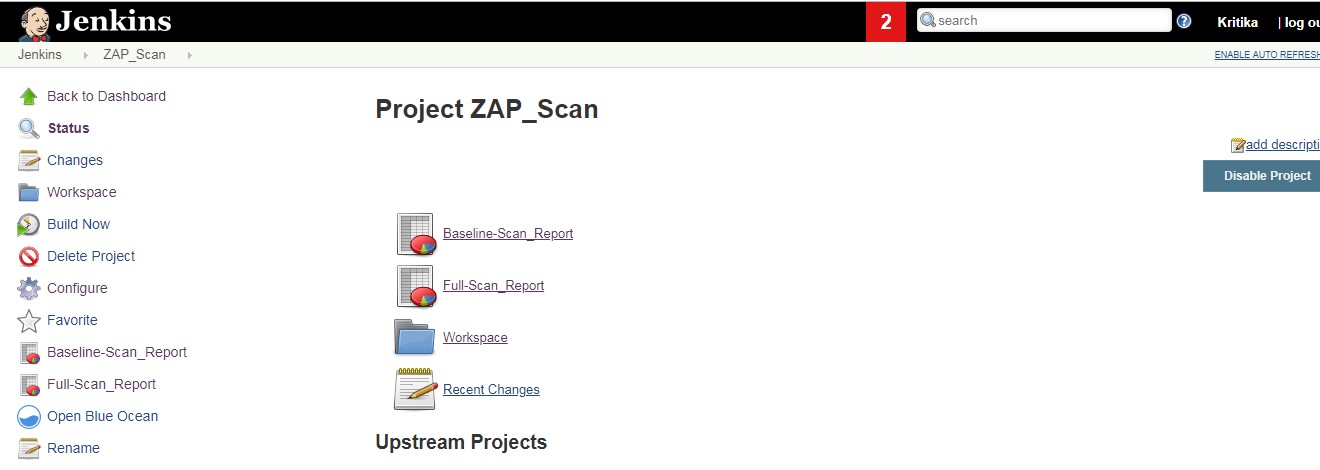 Jenkins
2
search
?
Kritika
| log ou
Jenkins
ZAP_Scan
ENABLE AUTO REFRESH
Back to Dashboard
Status
Changes
Workspace
Build Now
Delete Project
Configure
Favorite
Baseline-Scan_Report
Full-Scan_Report
Open Blue Ocean
Rename
Project ZAP_Scan
add descripti
Disable Project
Baseline-Scan_Report
Full-Scan_Report
Workspace
Recent Changes
Upstream Projects